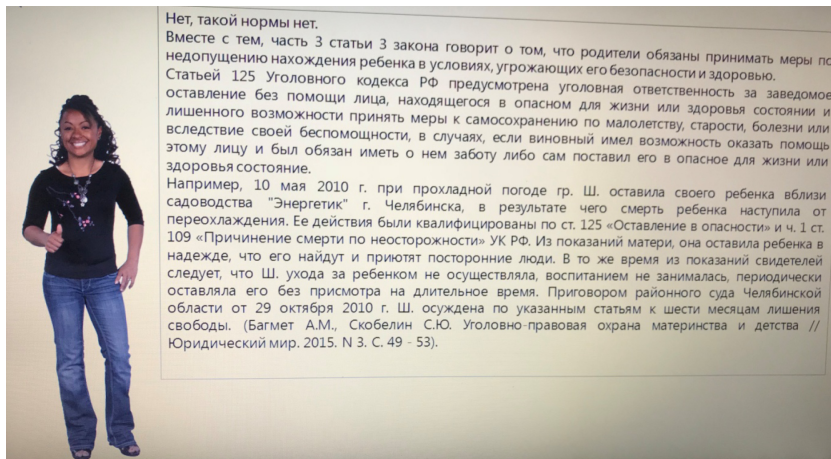 Нет, такой нормы нет.
Вместе с тем, часть 3 статьи 3 закона говорит о том, что родители обязаны принимать меры по
недопущению нахождения ребенка в условиях, угрожающих его безопасности и здоровью.
Статьей 125 Уголовного кодекса РФ предусмотрена уголовная ответственность за заведомое
оставление без помощи лица, находящегося в опасном для жизни или здоровья состоянии и
лишенного возможности принять меры к самосохранению по малолетству, старости, болезни или
вследствие своей беспомощности, в случаях, если виновный имел возможность оказать помощь
этому лицу и был обязан иметь о нем заботу либо сам поставил его в опасное для жизни или
здоровья состояние.
Например, 10 мая 2010 г. при прохладной погоде гр. Ш. оставила своего ребенка вблизи
садоводства "Энергетик" г. Челябинска, в результате чего смерть ребенка наступила от
переохлаждения. Ее действия были квалифицированы по ст. 125 «Оставление в опасности» и ч. 1 ст.
109 «Причинение смерти по неосторожности» УК РФ. Из показаний матери, она оставила ребенка в
надежде, что его найдут и приютят посторонние люди. В то же время из показаний свидетелей
следует, что Ш. ухода за ребенком не осуществляла, воспитанием не занималась, периодически
оставляла его без присмотра на длительное время. Приговором районного суда Челябинской
области от 29 октября 2010 г. Ш. осуждена по указанным статьям к шести месяцам лишения
свободы. (Багмет А.М., Скобелин С.Ю. Уголовно-правовая охрана материнства и детства //
Юридический мир. 2015. N 3. С. 49 - 53).